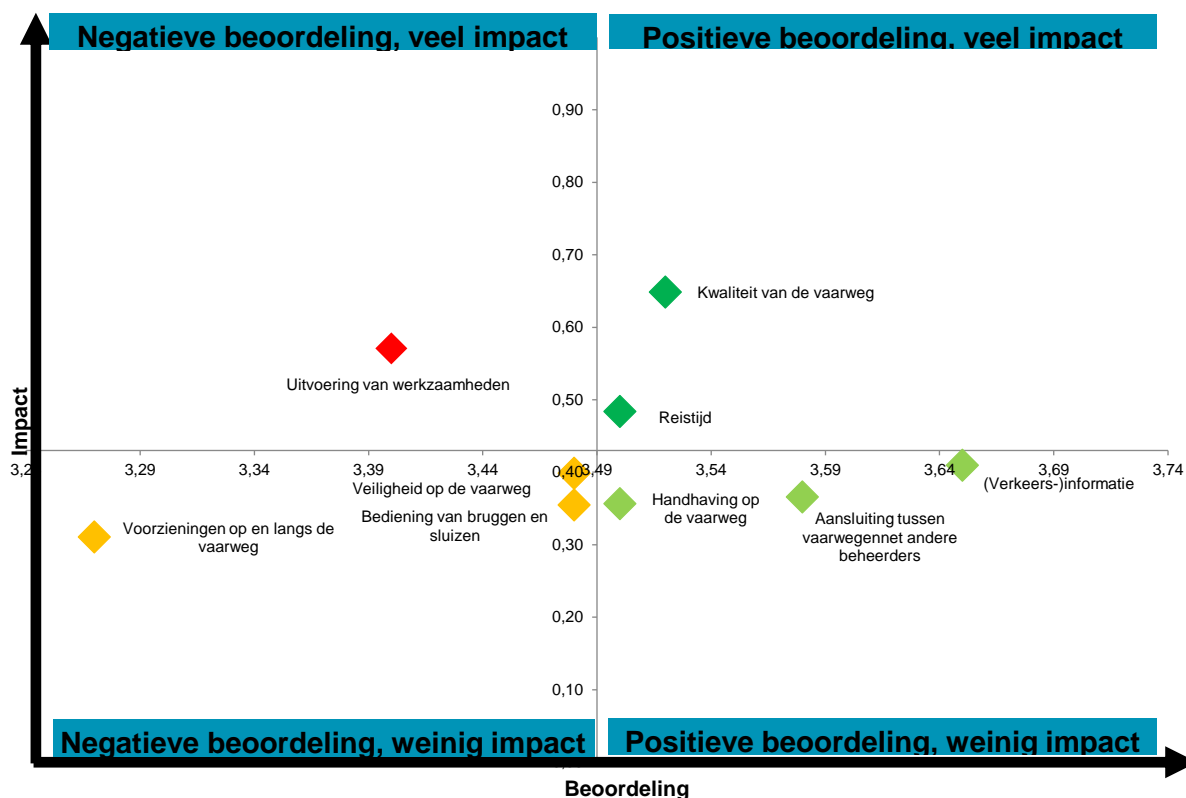 Negatieve beoordeling, veel impact
Positieve beoordeling, veel impact
0,90
0,80
0,70
Kwaliteit van de vaarweg
0,60
Uitvoering van werkzaamheden
0,50
Reistijd
Impact
3,29
3,34
3,39
3,44
0,40
3,49
3,54
3,59
3,64
3,69
3,74
Veiligheid op de vaarweg
(Verkeers-)informatie
Bediening van bruggen en
sluizen
Handhaving op
de vaarweg
Aansluiting tussen
vaarwegennet andere
beheerders
Voorzieningen op en langs de
vaarweg
0,30
0,20
0,10
Negatieve beoordeling, weinig impact
Positieve beoordeling, weinig impact
Beoordeling